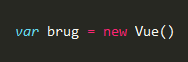 var brug = new Vue()